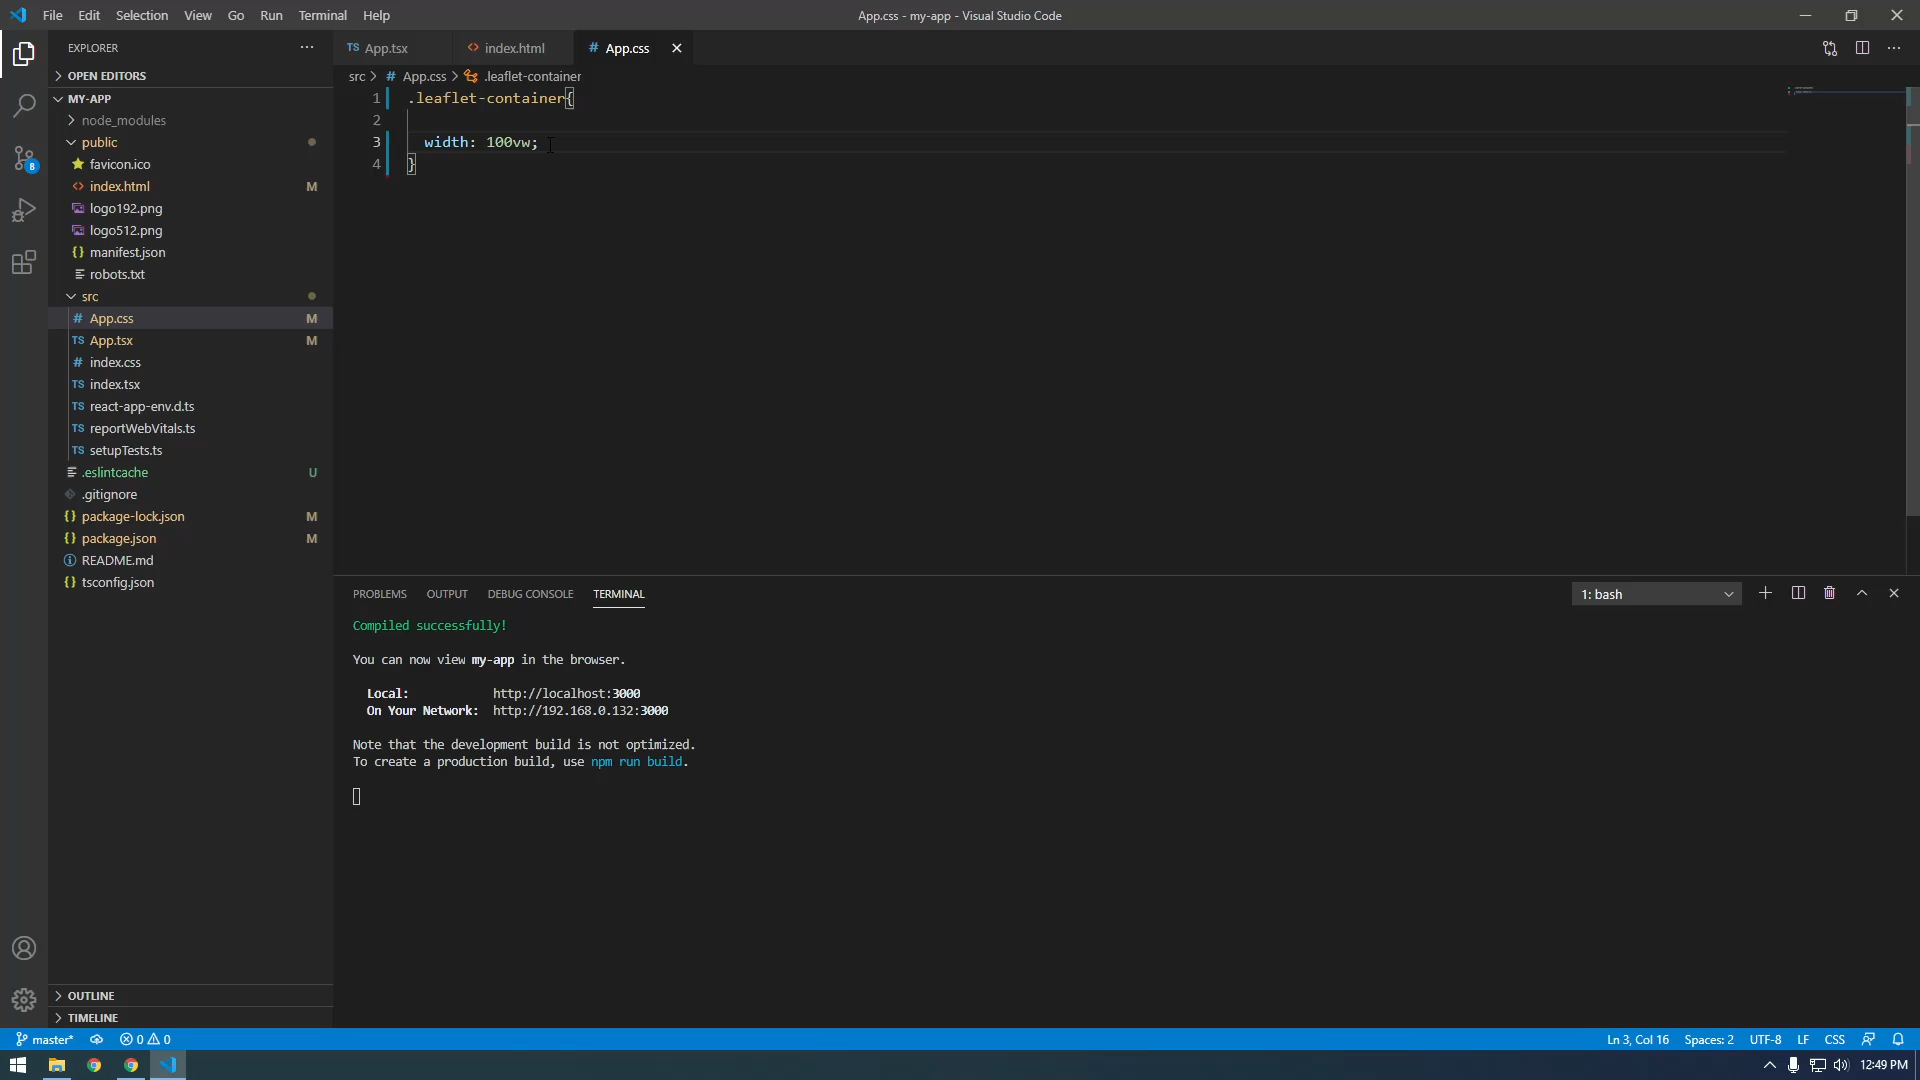 File Edit Selection View Go Run Terminal Help
App.css - my-app - Visual Studio Code
EXPLORER
OPEN EDITORS
MY-APP
node_modules
public
favicon.ico
index.html M
logo192.png
logo512.png
manifest.json
robots.txt
src
App.css M
App.tsx M
index.css
index.tsx
react-app-env.d.ts
reportWebVitals.ts
setupTests.ts
.eslintcache U
.gitignore
package-lock.json M
package.json M
README.md
tsconfig.json
OUTLINE
TIMELINE
App.tsx index.html App.css
src > App.css > .leaflet-container
1 .leaflet-container{
2
3 width: 100vw;
4 }
PROBLEMS OUTPUT DEBUG CONSOLE TERMINAL
1: bash
Compiled successfully!
You can now view my-app in the browser.
Local: http://localhost:3000
On Your Network: http://192.168.0.132:3000
Note that the development build is not optimized.
To create a production build, use npm run build.
8
master* 0 0
Ln 3, Col 16 Spaces: 2 UTF-8 LF CSS
12:49 PM